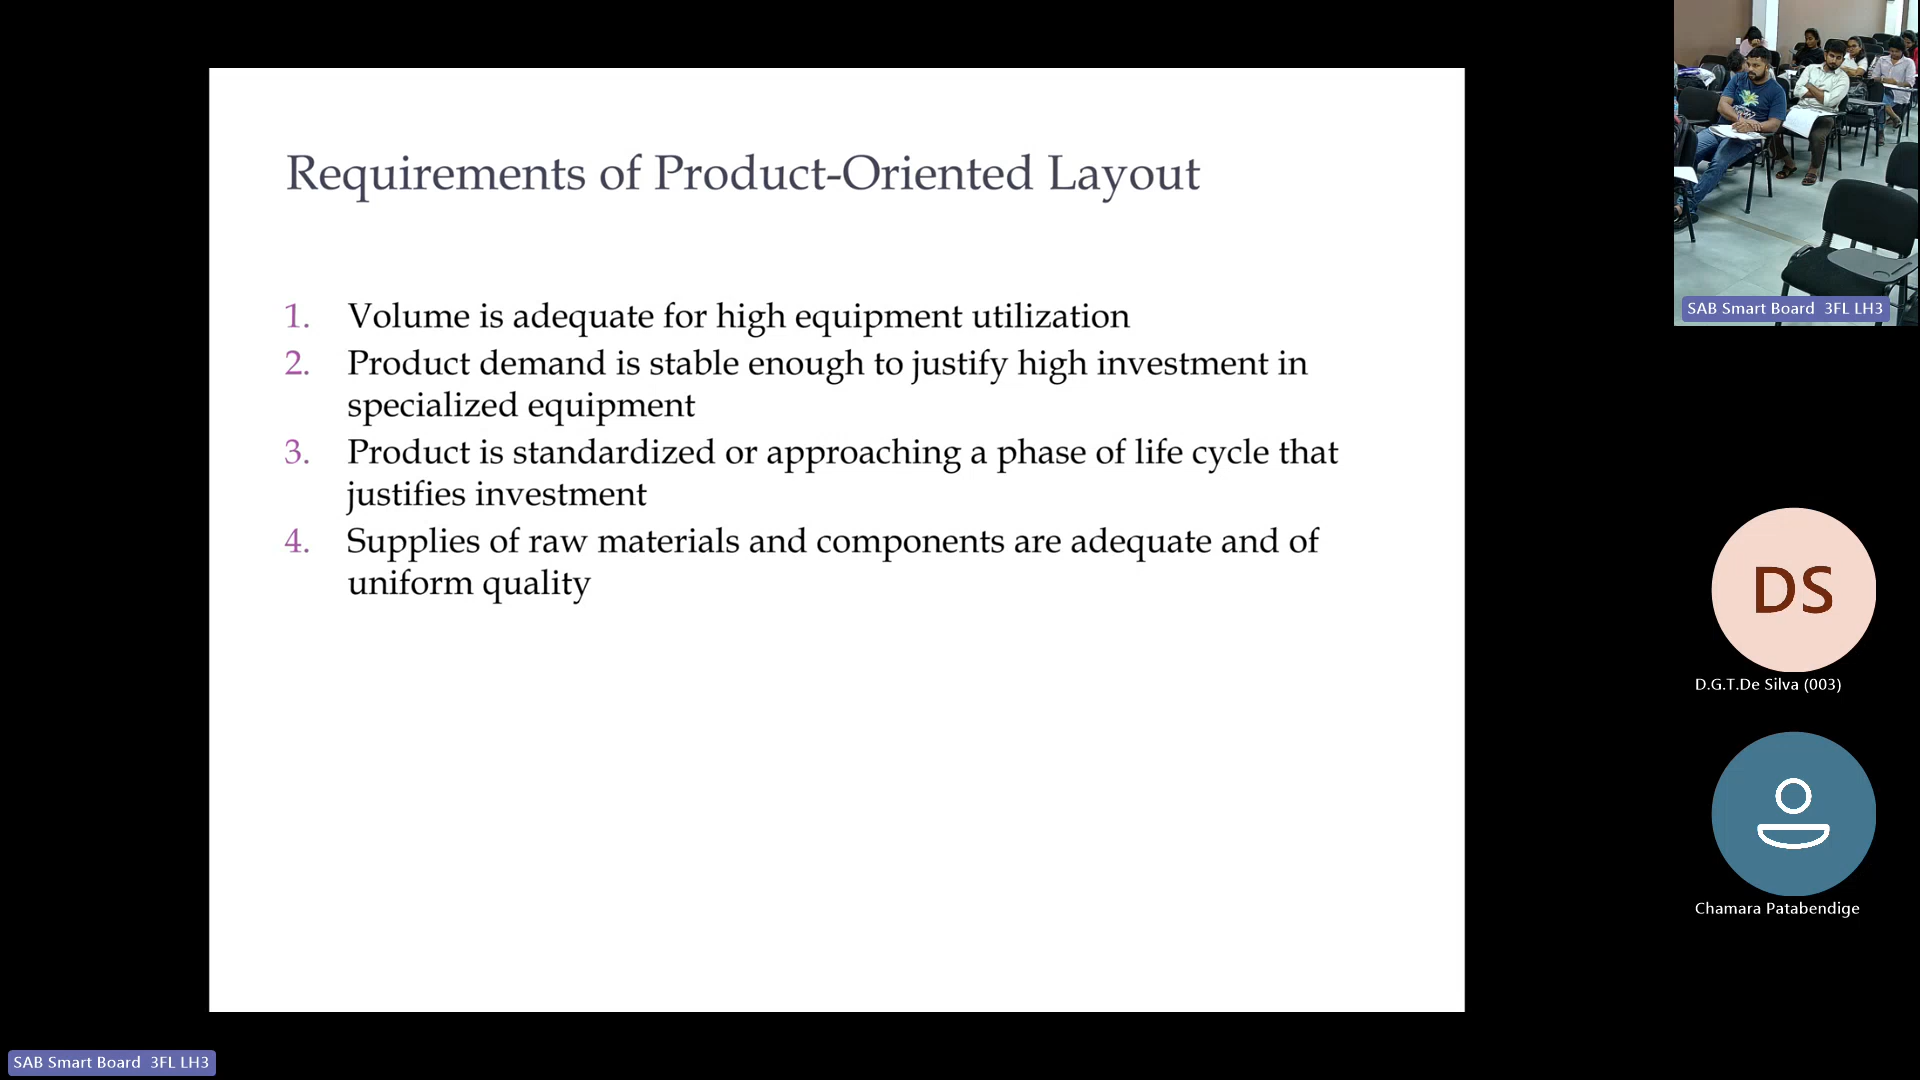 Requirements of Product-Oriented Layout
1. Volume is adequate for high equipment utilization
2. Product demand is stable enough to justify high investment in
specialized equipment
3. Product is standardized or approaching a phase of life cycle that
justifies investment
4. Supplies of raw materials and components are adequate and of
uniform quality
SAB Smart Board 3FL LH3
DS
D.G.T.De Silva (003)
Chamara Patabendige
SAB Smart Board 3FL LH3